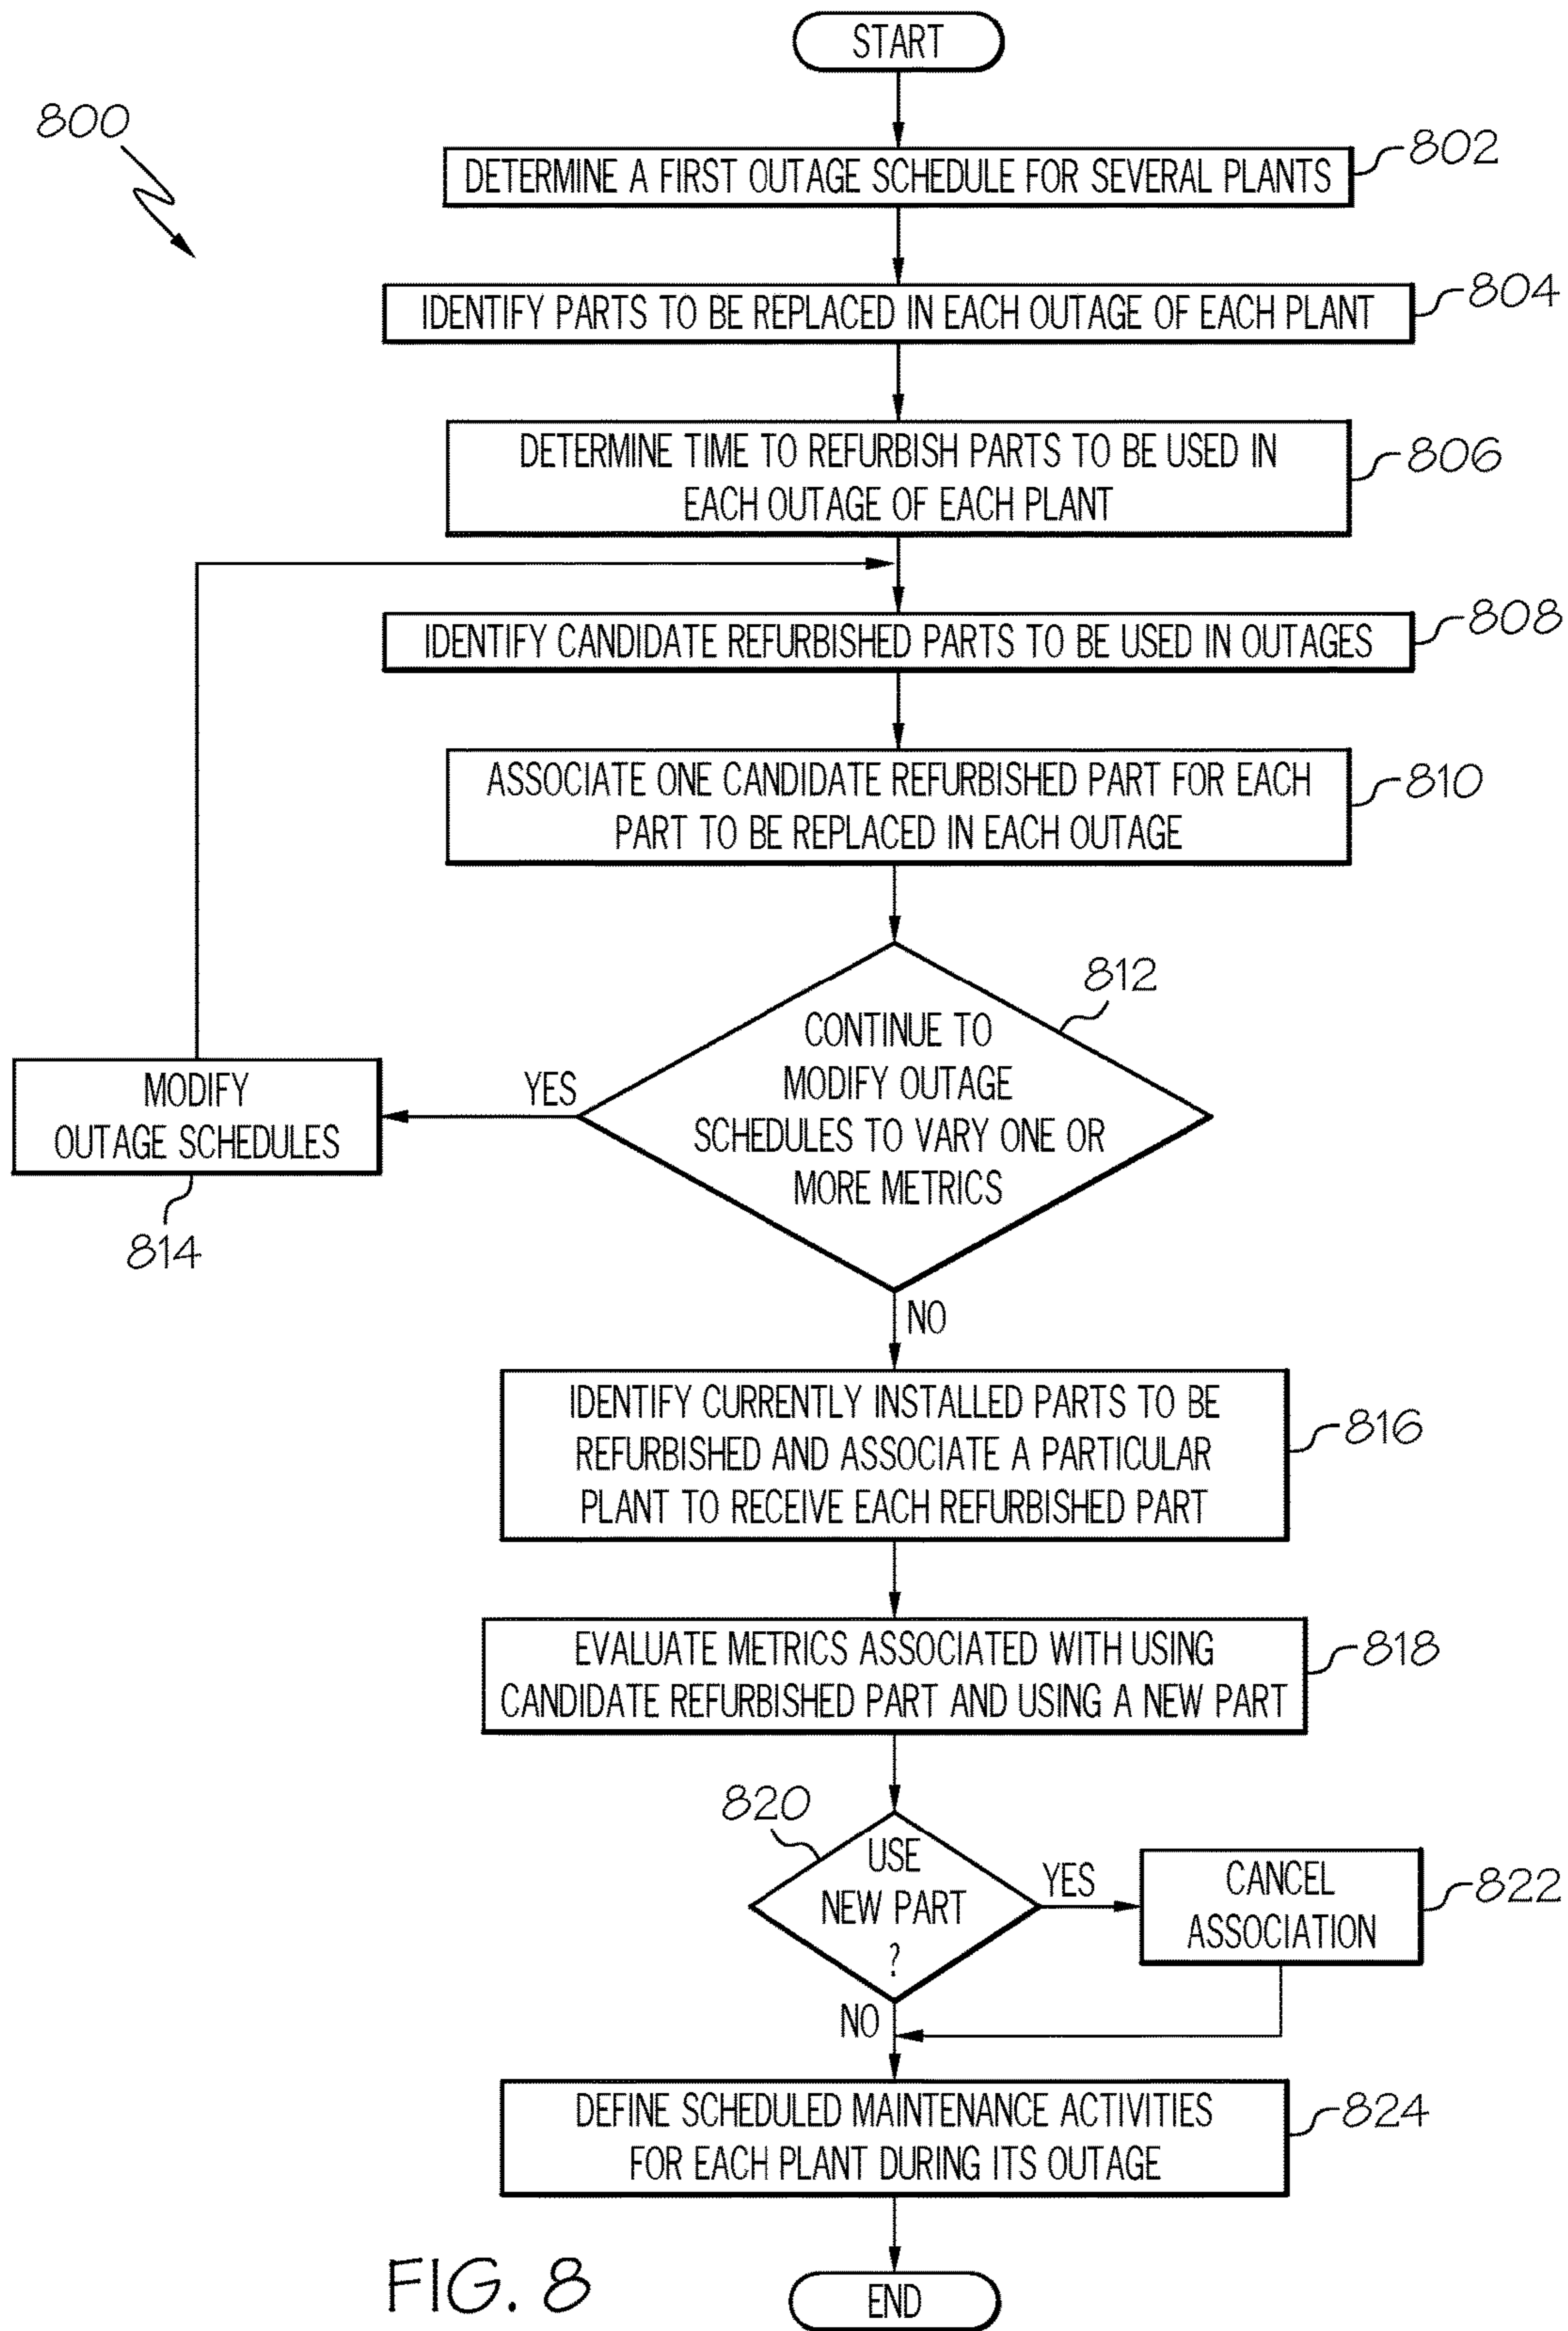 START
800
802
DETERMINE A FIRST OUTAGE SCHEDULE FOR SEVERAL PLANTS
804
IDENTIFY PARTS TO BE REPLACED IN EACH OUTAGE OF EACH PLANT
806
DETERMINE TIME TO REFURBISH PARTS TO BE USED IN
EACH OUTAGE OF EACH PLANT
808
IDENTIFY CANDIDATE REFURBISHED PARTS TO BE USED IN OUTAGES
810
ASSOCIATE ONE CANDIDATE REFURBISHED PART FOR EACH
PART TO BE REPLACED IN EACH OUTAGE
812
CONTINUE TO
MODIFY OUTAGE
SCHEDULES TO VARY ONE OR
MORE METRICS
YES
MODIFY
OUTAGE SCHEDULES
814
NO
816
IDENTIFY CURRENTLY INSTALLED PARTS TO BE
REFURBISHED AND ASSOCIATE A PARTICULAR
PLANT TO RECEIVE EACH REFURBISHED PART
818
EVALUATE METRICS ASSOCIATED WITH USING
CANDIDATE REFURBISHED PART AND USING A NEW PART
820
USE
NEW PART
?
YES
CANCEL
ASSOCIATION
822
NO
824
DEFINE SCHEDULED MAINTENANCE ACTIVITIES
FOR EACH PLANT DURING ITS OUTAGE
END
FIG. 8